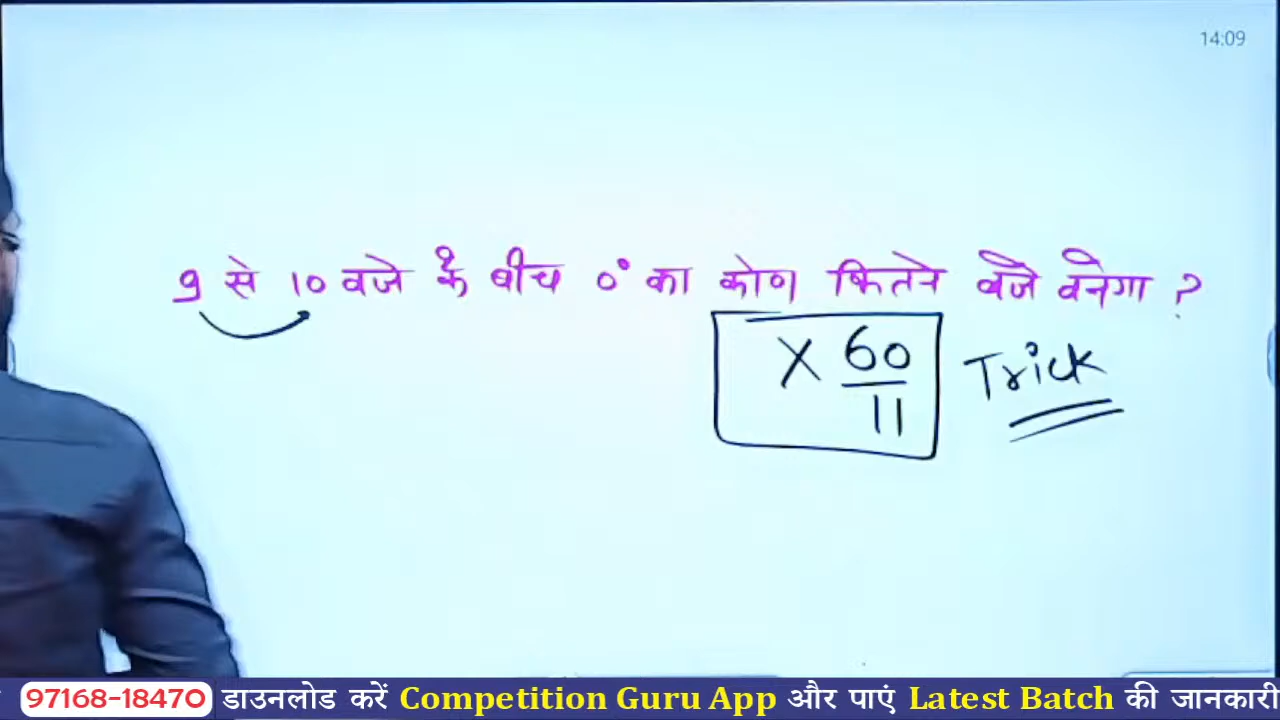 14:09
9 से 10 बजे के बीच 0° का कोण कितने बजे बनेगा ?
× 60/11 Trick
97168-18470 डाउनलोड करें Competition Guru App और पाएं Latest Batch की जानकारी